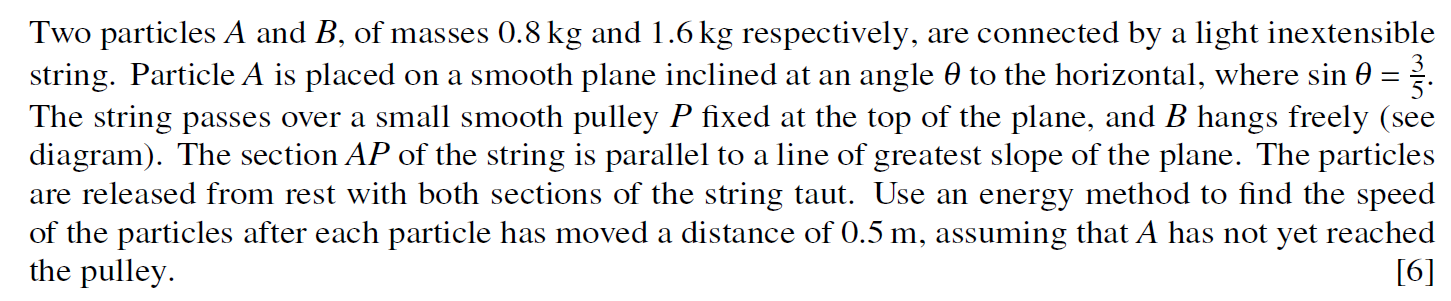 Two particles A and B, of masses 0.8 kg and 1.6 kg respectively, are connected by a light inextensible
string. Particle A is placed on a smooth plane inclined at an angle θ to the horizontal, where sin θ = 3/5.
The string passes over a small smooth pulley P fixed at the top of the plane, and B hangs freely (see
diagram). The section AP of the string is parallel to a line of greatest slope of the plane. The particles
are released from rest with both sections of the string taut. Use an energy method to find the speed
of the particles after each particle has moved a distance of 0.5 m, assuming that A has not yet reached
the pulley. [6]